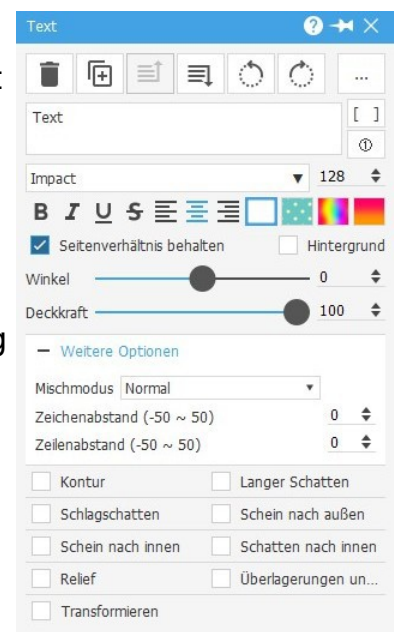 Text
...
Text
[ ]
①
Impact 128
B I U S
Seitenverhältnis behalten Hintergrund
Winkel 0
Deckkraft 100
Weitere Optionen
Mischmodus Normal
Zeichenabstand (-50 ~ 50) 0
Zeilenabstand (-50 ~ 50) 0
Kontur Langer Schatten
Schlagschatten Schein nach außen
Schein nach innen Schatten nach innen
Relief Überlagerungen un...
Transformieren